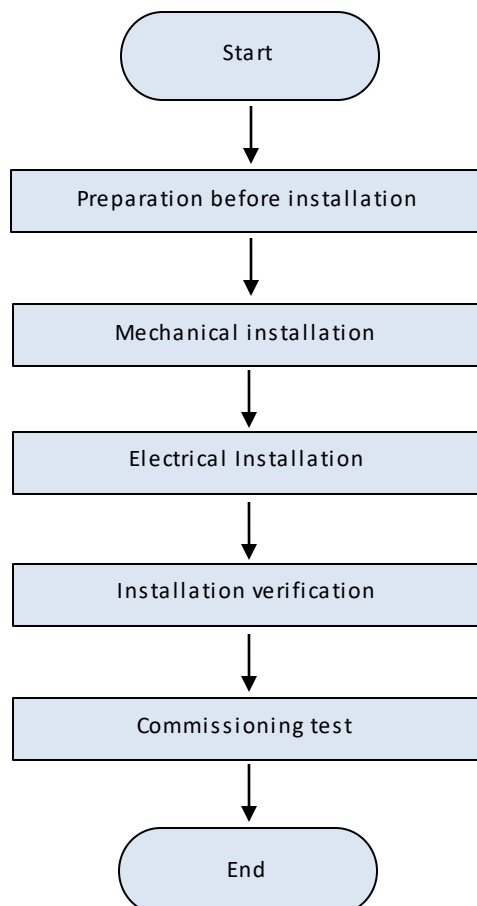 Start
Preparation before installation
Mechanical installation
Electrical Installation
Installation verification
Commissioning test
End